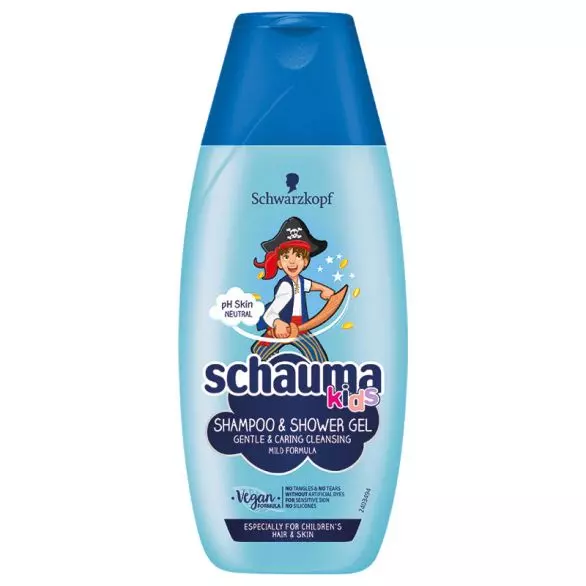 Schwarzkopf
pH Skin
NEUTRAL
schauma
kids
SHAMPOO & SHOWER GEL
GENTLE & CARING CLEANSING
MILD FORMULA
Vegan
FORMULA
NO TANGLES & NO TEARS
WITHOUT ARTIFICIAL DYES
FOR SENSITIVE SKIN
NO SILICONES
2403494
ESPECIALLY FOR CHILDREN'S
HAIR & SKIN